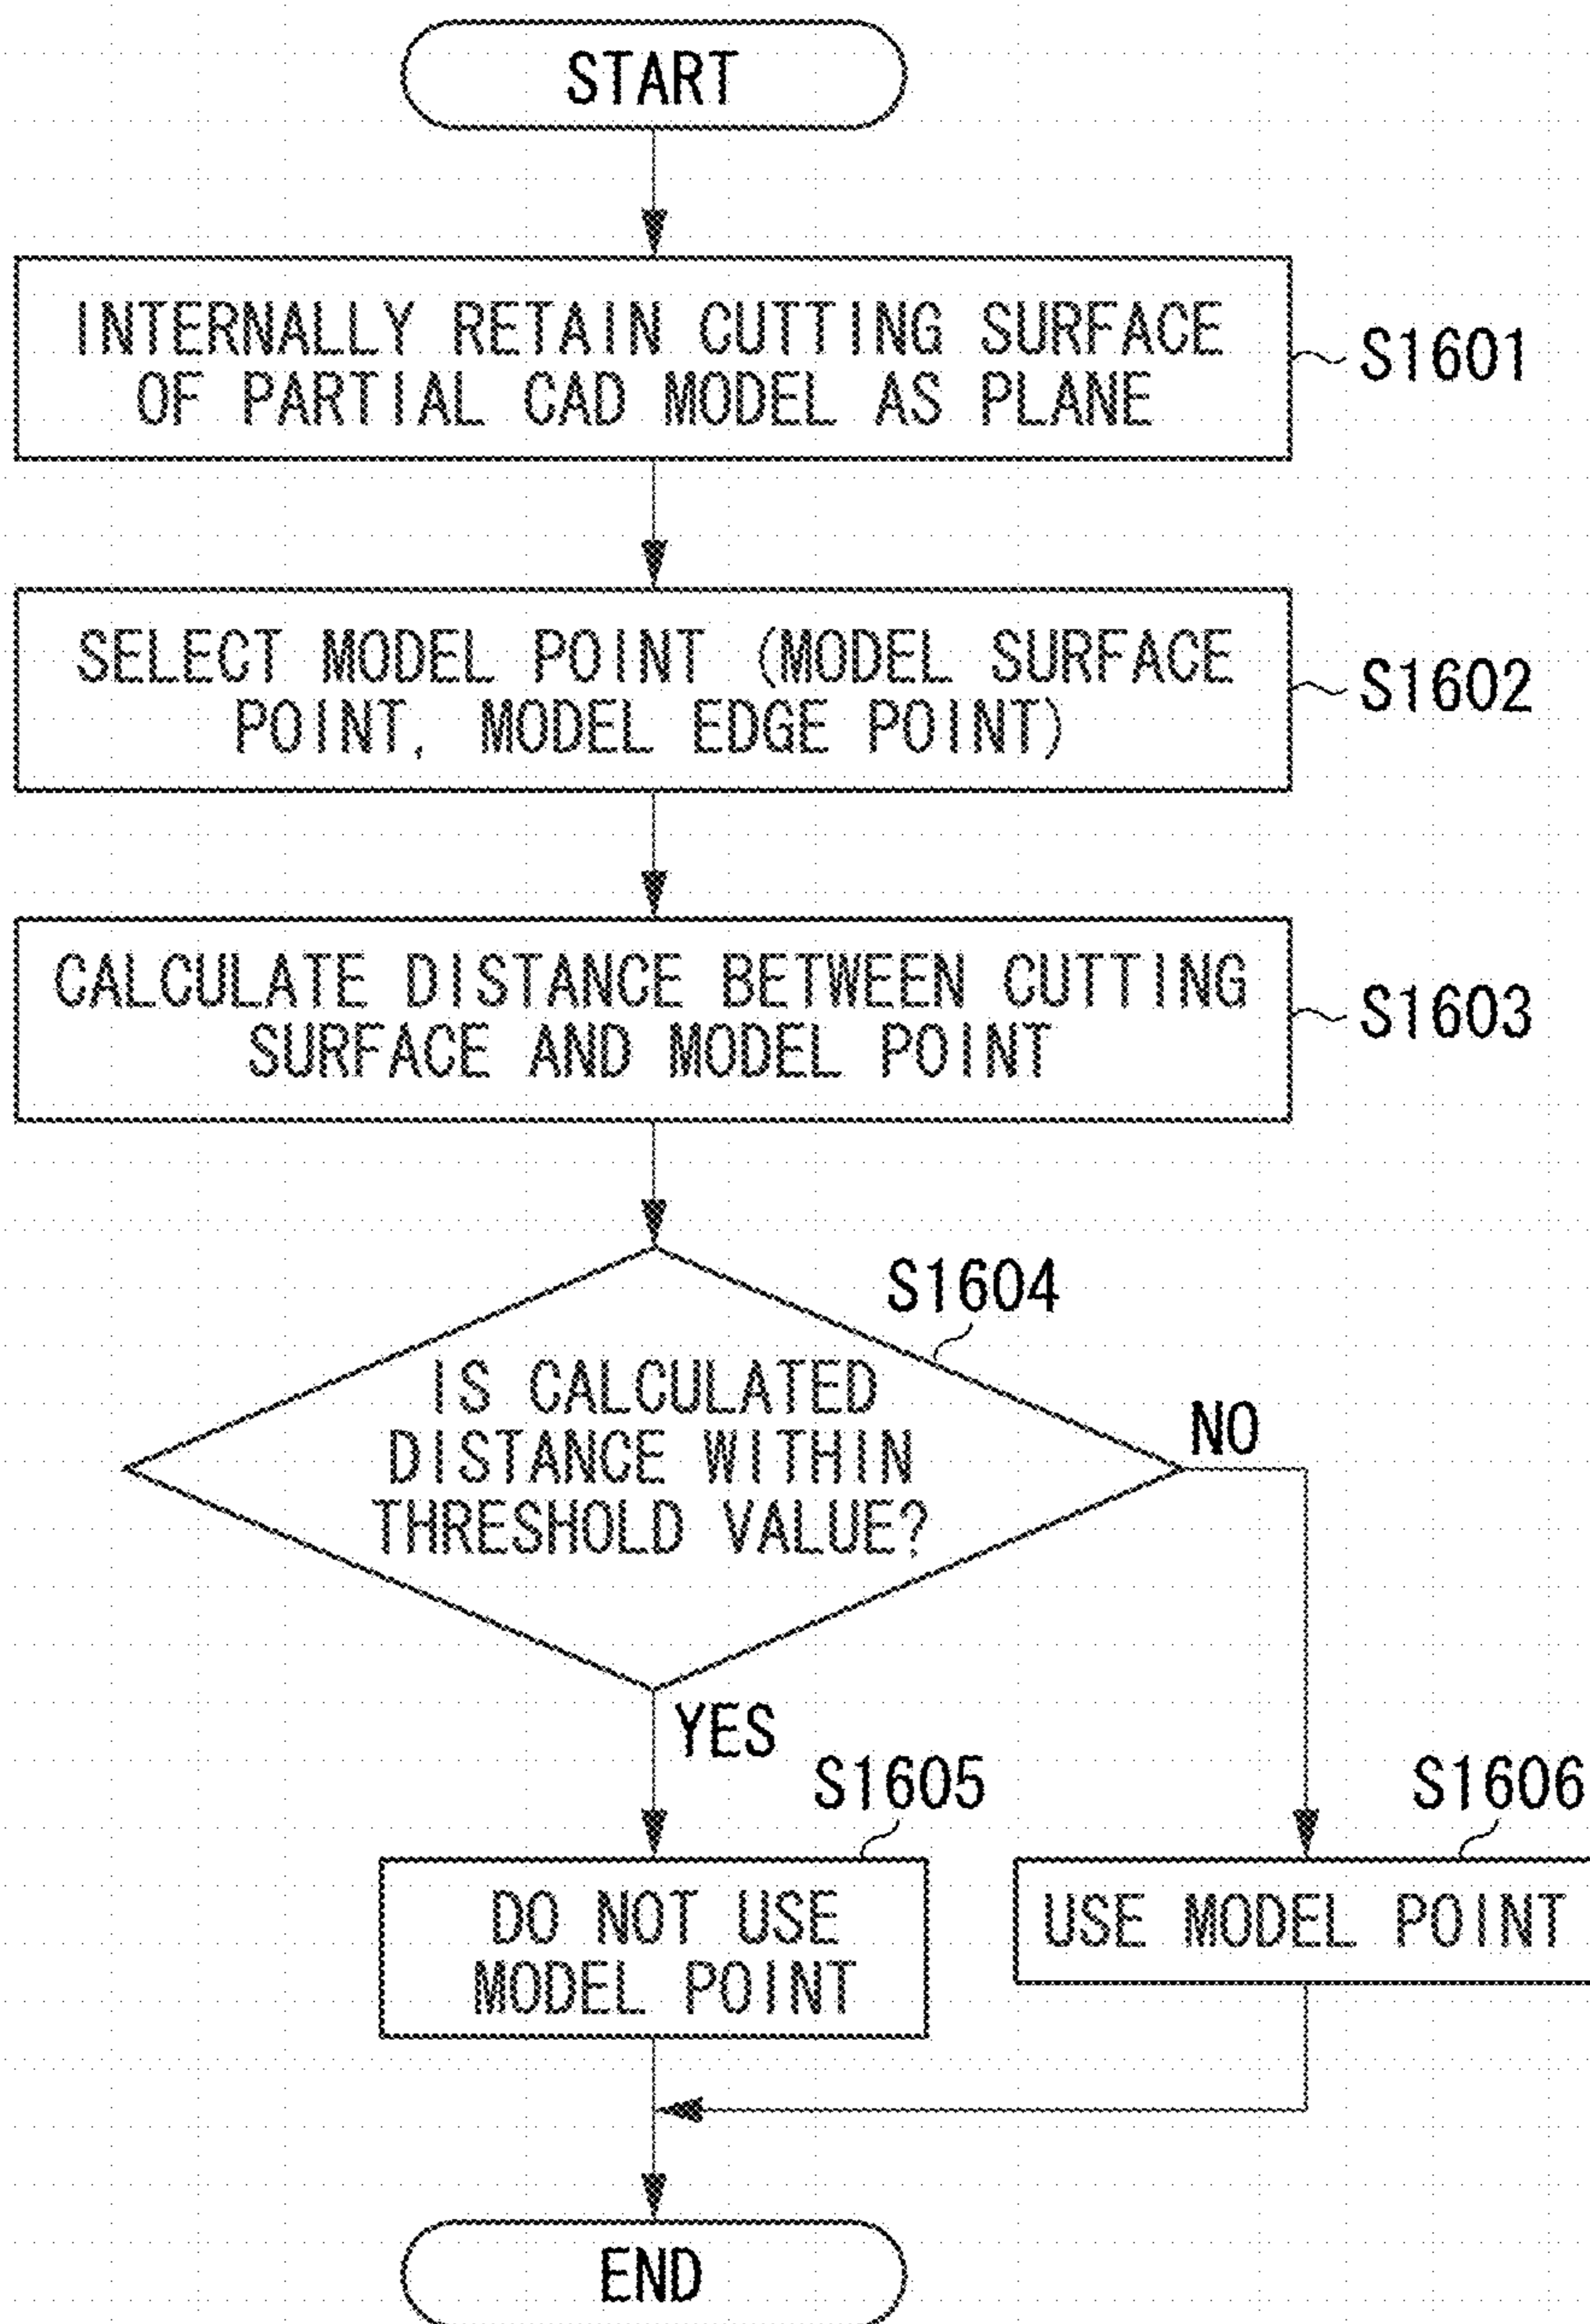 START
INTERNALLY RETAIN CUTTING SURFACE
OF PARTIAL CAD MODEL AS PLANE
S1601
SELECT MODEL POINT (MODEL SURFACE
POINT, MODEL EDGE POINT)
S1602
CALCULATE DISTANCE BETWEEN CUTTING
SURFACE AND MODEL POINT
S1603
S1604
IS CALCULATED
DISTANCE WITHIN
THRESHOLD VALUE?
NO
YES
S1605
DO NOT USE
MODEL POINT
S1606
USE MODEL POINT
END